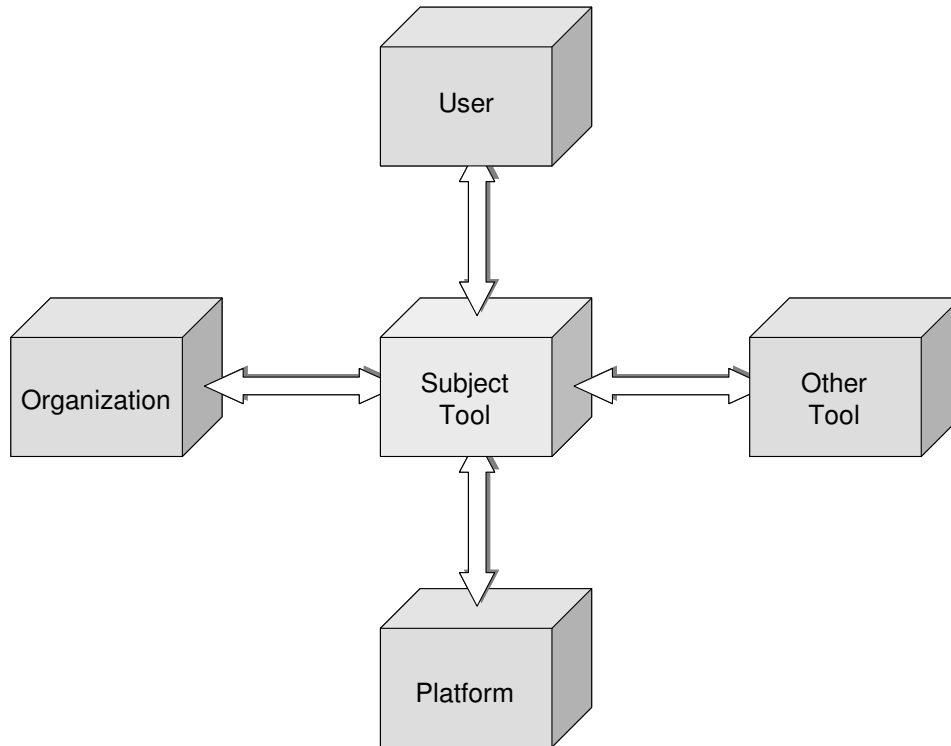 User
Organization
Subject
Tool
Other
Tool
Platform